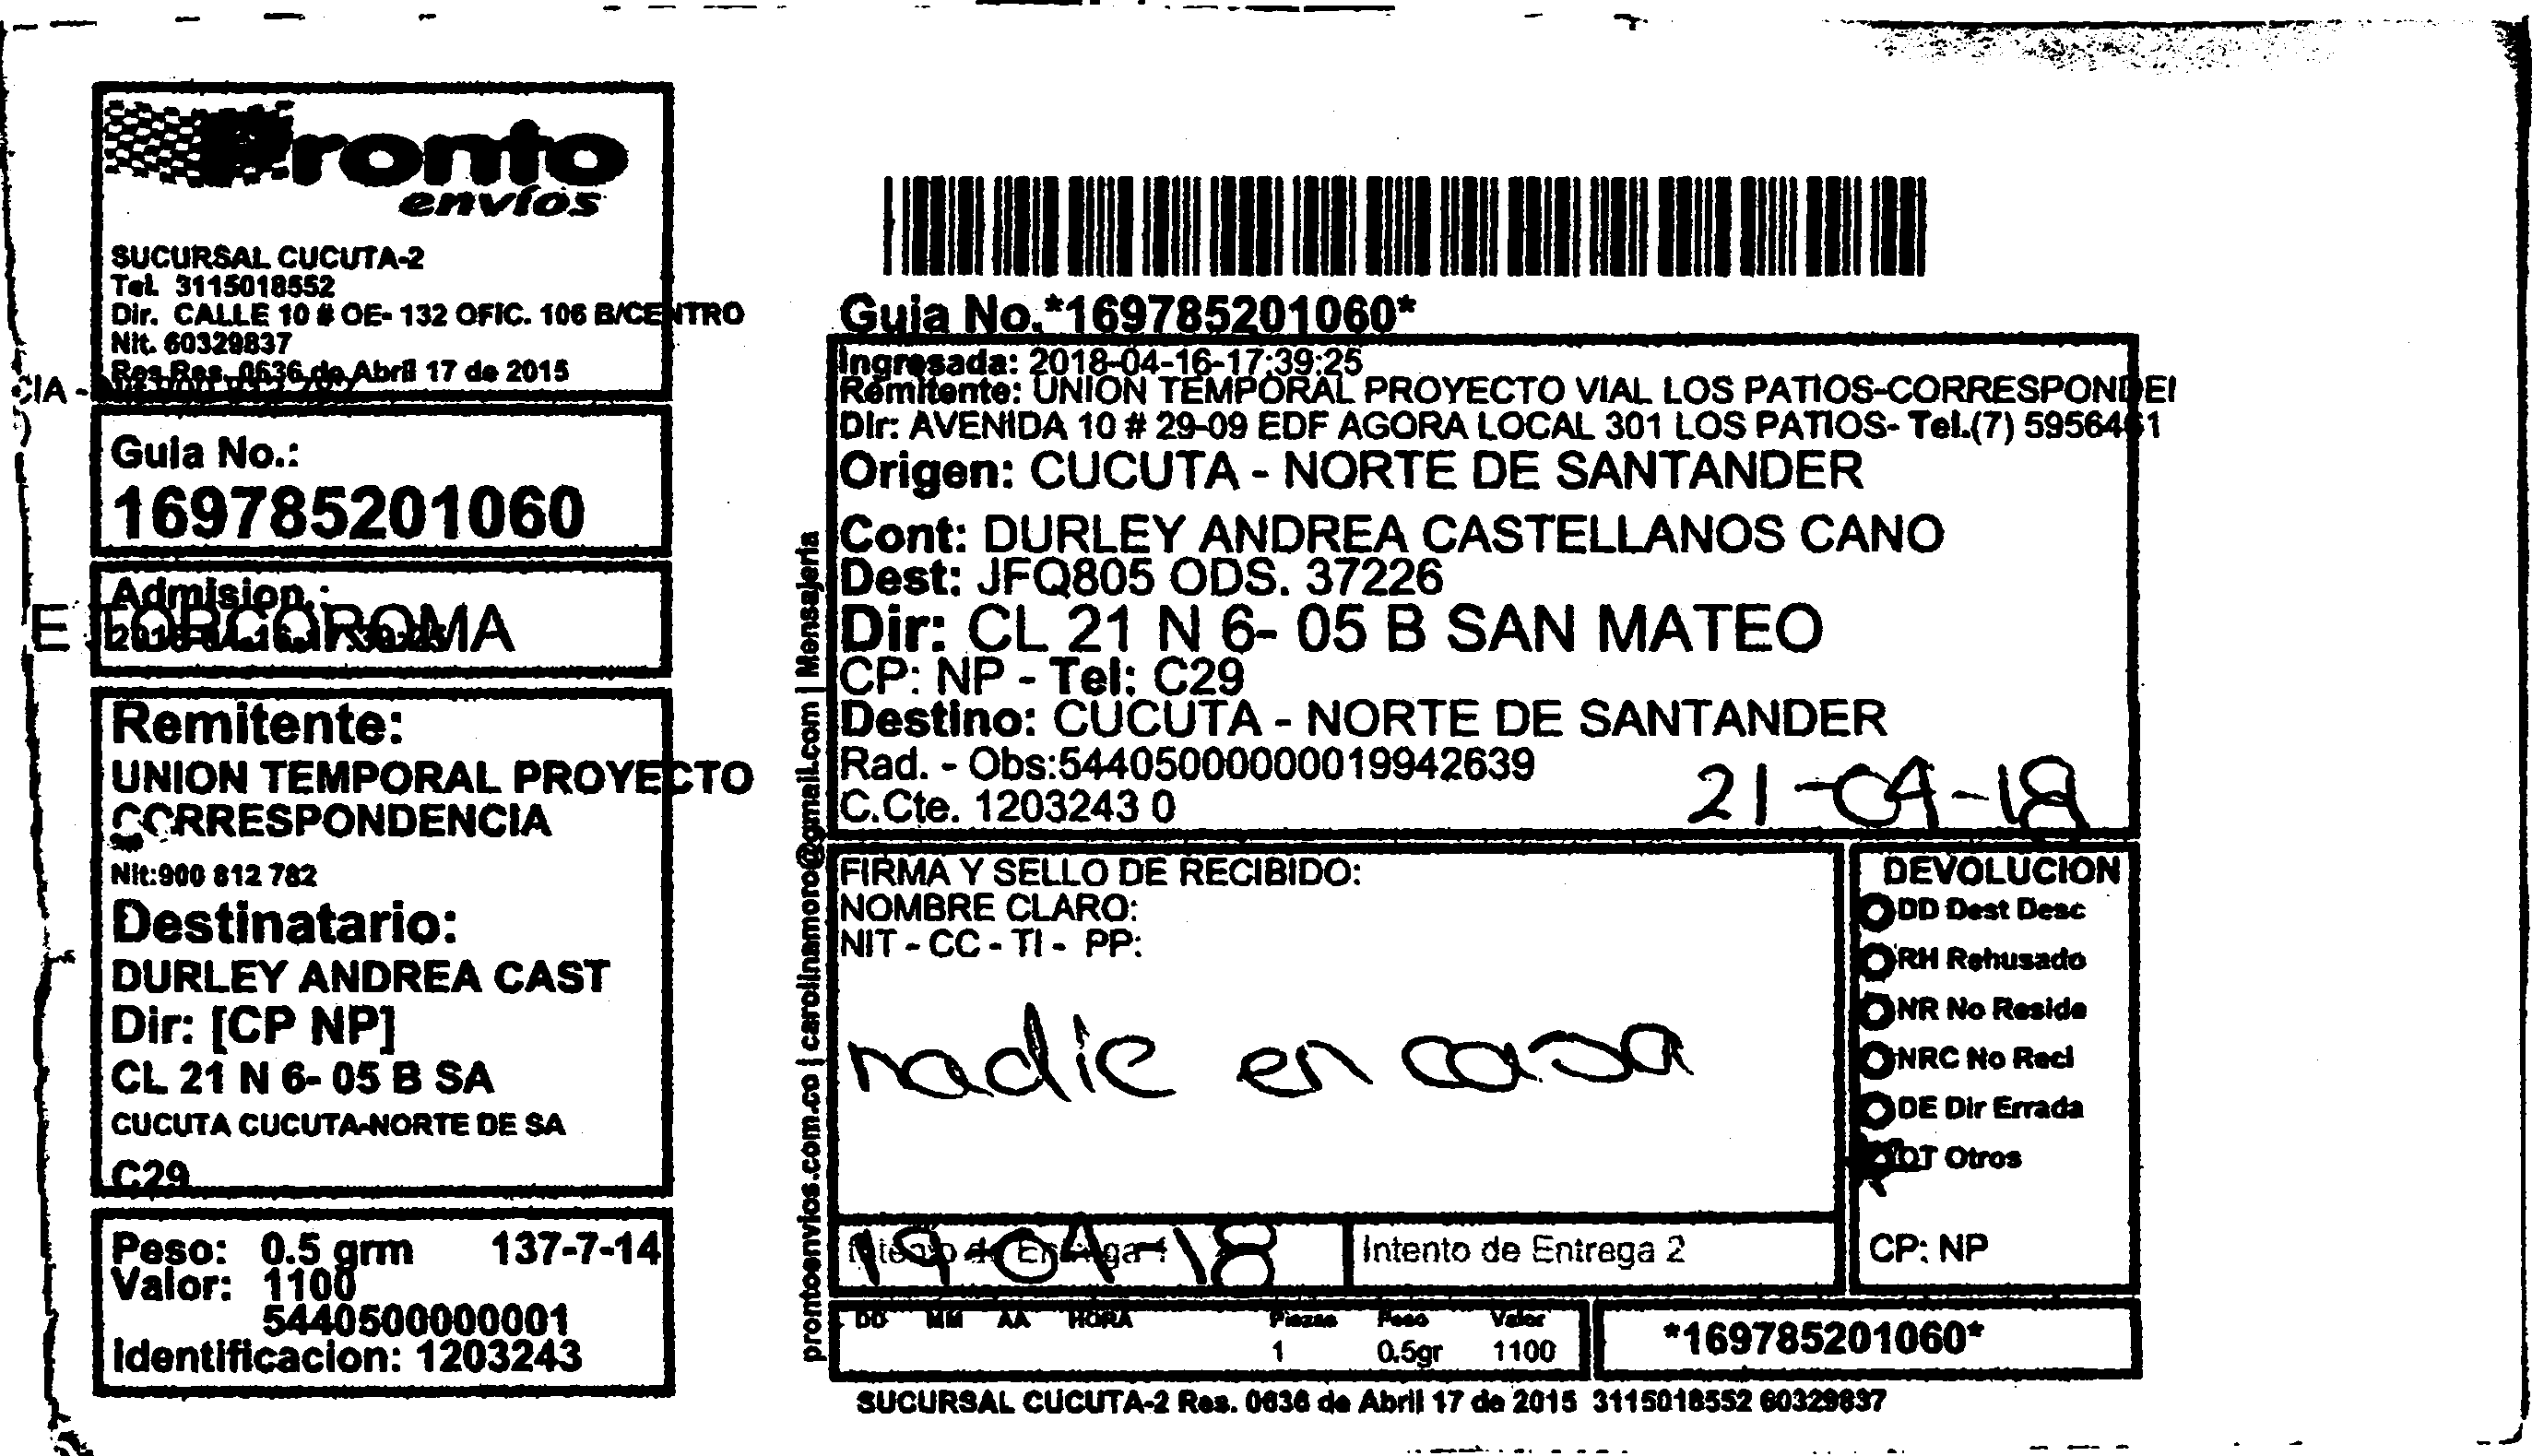 Pronto
envíos
SUCURSAL CUCUTA-2
Tel. 3115018552
Dir. CALLE 10 # OE- 132 OFIC. 106 B/CENTRO
Nit. 60329837
Res Res. 0636 de Abril 17 de 2015
CIA -
Guia No.:
169785201060
Admision.:
E TORCOROMA
Remitente:
UNION TEMPORAL PROYECTO
CORRESPONDENCIA
Nit:900 812 782
Destinatario:
DURLEY ANDREA CAST
Dir: [CP NP]
CL 21 N 6- 05 B SA
CUCUTA CUCUTA-NORTE DE SA
C29
Peso: 0.5 grm 137-7-14
Valor: 1100
5440500000001
Identificacion: 1203243
prontoenvios.com.co | carolinamoro@gmail.com | Mensajeria
Guia No.*169785201060*
Ingresada: 2018-04-16-17:39:25
Remitente: UNION TEMPORAL PROYECTO VIAL LOS PATIOS-CORRESPONDEI
Dir: AVENIDA 10 # 29-09 EDF AGORA LOCAL 301 LOS PATIOS- Tel.(7) 5956461
Origen: CUCUTA - NORTE DE SANTANDER
Cont: DURLEY ANDREA CASTELLANOS CANO
Dest: JFQ805 ODS. 37226
Dir: CL 21 N 6- 05 B SAN MATEO
CP: NP - Tel: C29
Destino: CUCUTA - NORTE DE SANTANDER
Rad. - Obs:544050000000019942639
C.Cte. 1203243 0
21-04-18
FIRMA Y SELLO DE RECIBIDO:
NOMBRE CLARO:
NIT - CC - TI - PP:
nadie en casa
DEVOLUCION
DD Dest Desc
RH Rehusado
NR No Reside
NRC No Reci
DE Dir Errada
OT Otros
CP: NP
Intento de Entrega 1
19-04-18
Intento de Entrega 2
DD MM AA HORA Piezas Peso Valor
1 0.5gr 1100
*169785201060*
SUCURSAL CUCUTA-2 Res. 0636 de Abril 17 de 2015 3115018552 60329837